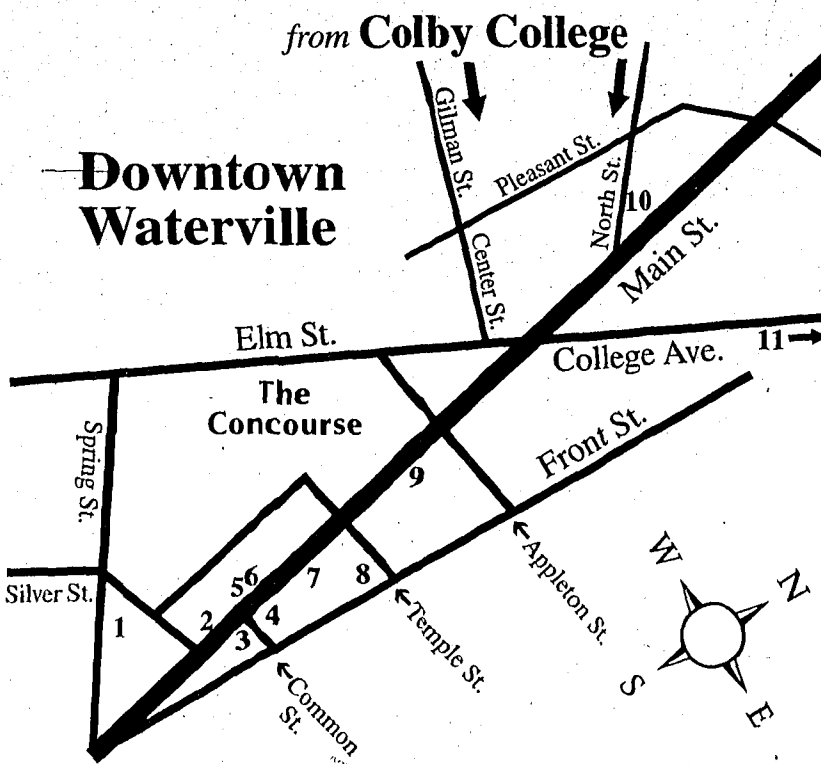 from Colby College
Downtown
Waterville
Gilman St.
Pleasant St.
North St.
10
Main St.
Center St.
Elm St.
College Ave.
11
The
Concourse
Spring St.
Front St.
9
Silver St.
1
2
5
6
7
8
3
4
←Appleton St.
←Temple St.
←Common
St.
W
N
S
E